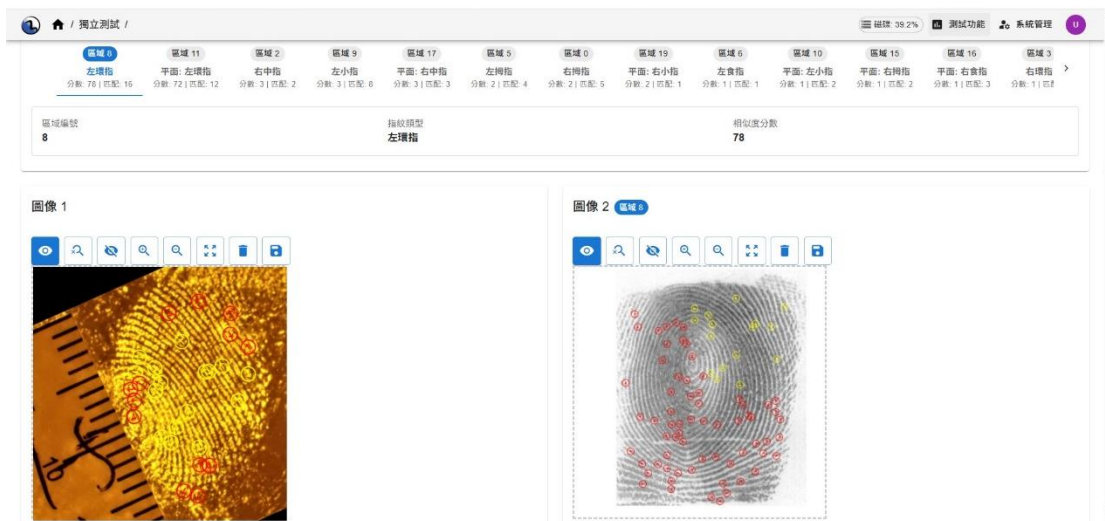 / 獨立測試 /
磁碟: 39.2%
測試功能
系統管理
U
區域 8 區域 11 區域 2 區域 9 區域 17 區域 5 區域 0 區域 19 區域 6 區域 10 區域 15 區域 16 區域 3
左環指 平面: 左環指 右中指 左小指 平面: 右中指 左拇指 右拇指 平面: 右小指 左食指 平面: 左小指 平面: 右拇指 平面: 右食指 右環指
分數: 78 | 匹配: 16 分數: 72 | 匹配: 12 分數: 3 | 匹配: 2 分數: 3 | 匹配: 8 分數: 3 | 匹配: 3 分數: 2 | 匹配: 4 分數: 2 | 匹配: 5 分數: 2 | 匹配: 1 分數: 1 | 匹配: 1 分數: 1 | 匹配: 2 分數: 1 | 匹配: 2 分數: 1 | 匹配: 3 分數: 1 | 匹
區域編號 指紋類型 相似度分數
8 左環指 78
圖像 1
圖像 2 區域 8
10